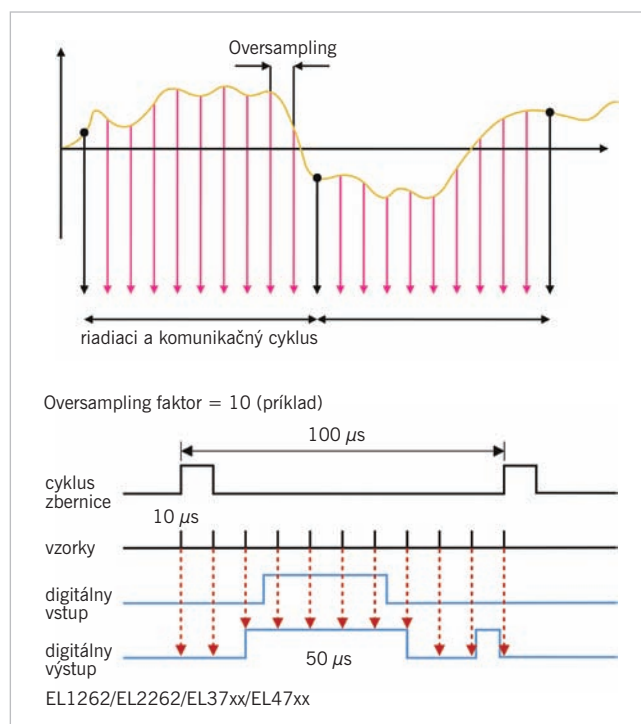 Oversampling
riadiaci a komunikačný cyklus
Oversampling faktor = 10 (príklad)
100 µs
cyklus
zbernice
10 µs
vzorky
digitálny
vstup
digitálny
výstup
50 µs
EL1262/EL2262/EL37xx/EL47xx